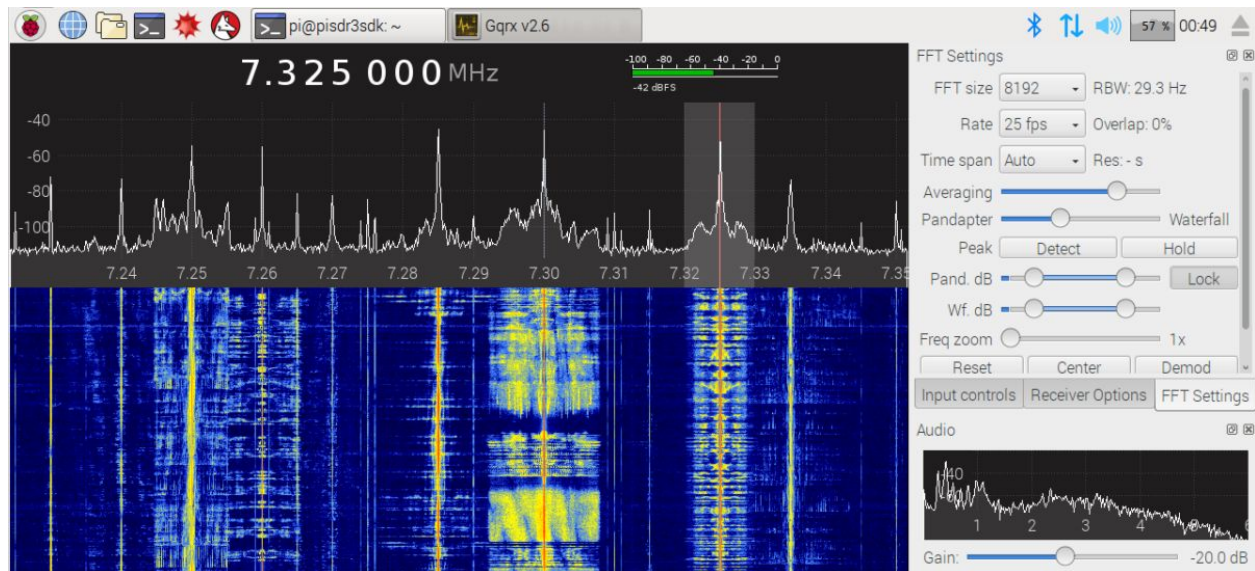 pi@pisdr3sdk: ~
Gqrx v2.6
57 %
00:49
7.325 000 MHz
-100 -80 -60 -40 -20 0
-42 dBFS
-40
-60
-80
-100
7.24 7.25 7.26 7.27 7.28 7.29 7.30 7.31 7.32 7.33 7.34 7.35
FFT Settings
FFT size 8192 RBW: 29.3 Hz
Rate 25 fps Overlap: 0%
Time span Auto Res: - s
Averaging
Pandapter Waterfall
Peak Detect Hold
Pand. dB Lock
Wf. dB
Freq zoom 1x
Reset Center Demod
Input controls Receiver Options FFT Settings
Audio
-40
1 2 3 4 5 6
Gain: -20.0 dB